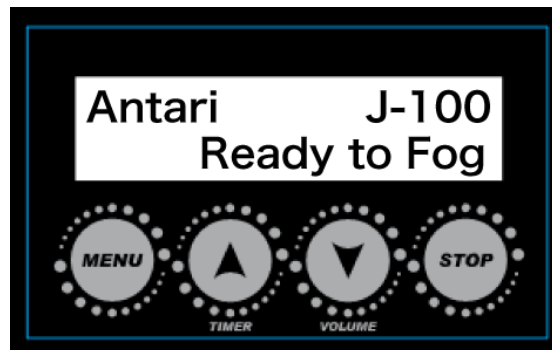 Antari J-100
Ready to Fog
MENU
STOP
TIMER
VOLUME